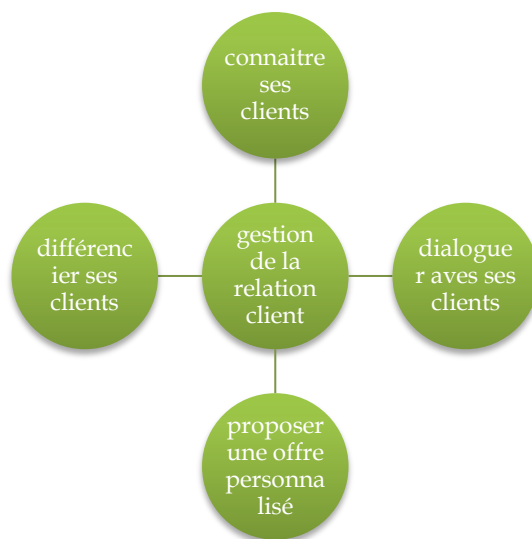 connaitre
ses
clients
différenc
ier ses
clients
gestion
de la
relation
client
dialogue
r aves ses
clients
proposer
une offre
personna
lisé